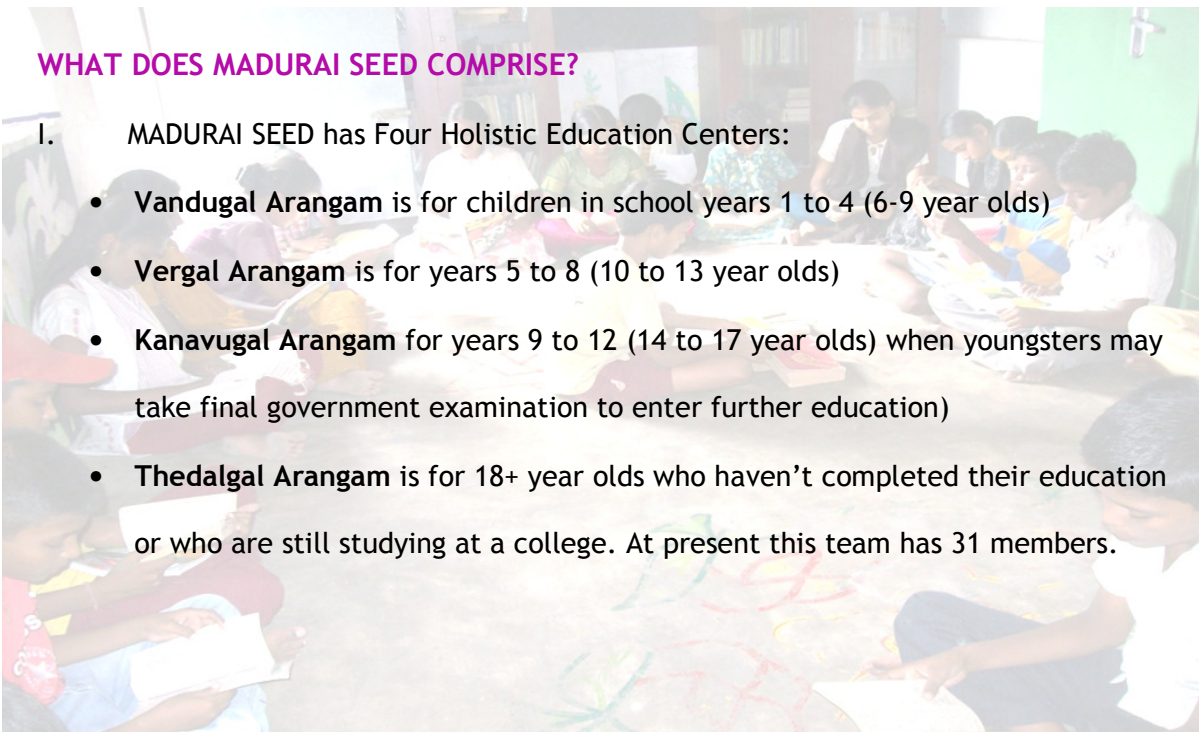 WHAT DOES MADURAI SEED COMPRISE?
I. MADURAI SEED has Four Holistic Education Centers:
• Vandugal Arangam is for children in school years 1 to 4 (6-9 year olds)
• Vergal Arangam is for years 5 to 8 (10 to 13 year olds)
• Kanavugal Arangam for years 9 to 12 (14 to 17 year olds) when youngsters may
take final government examination to enter further education)
• Thedalgal Arangam is for 18+ year olds who haven’t completed their education
or who are still studying at a college. At present this team has 31 members.